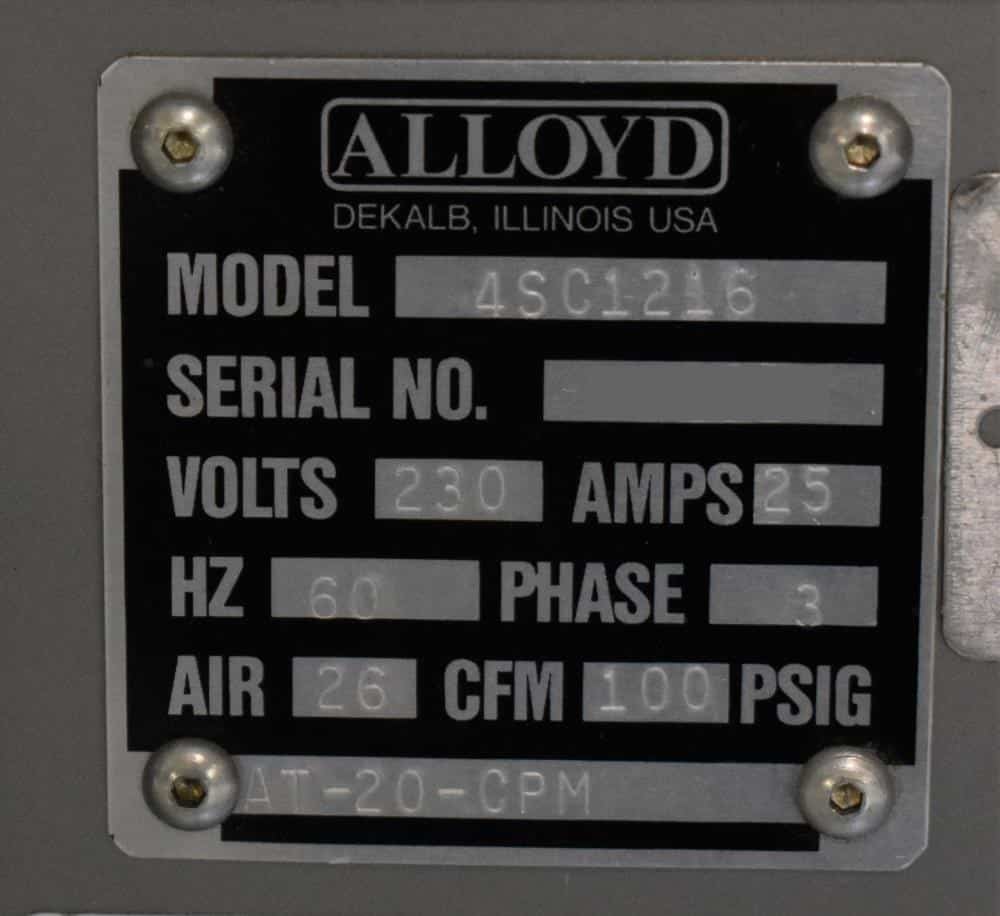 ALLOYD
DEKALB, ILLINOIS USA
MODEL 4SC1216
SERIAL NO.
VOLTS 230 AMPS 25
HZ 60 PHASE 3
AIR 26 CFM 100 PSIG
AT-20-CPM